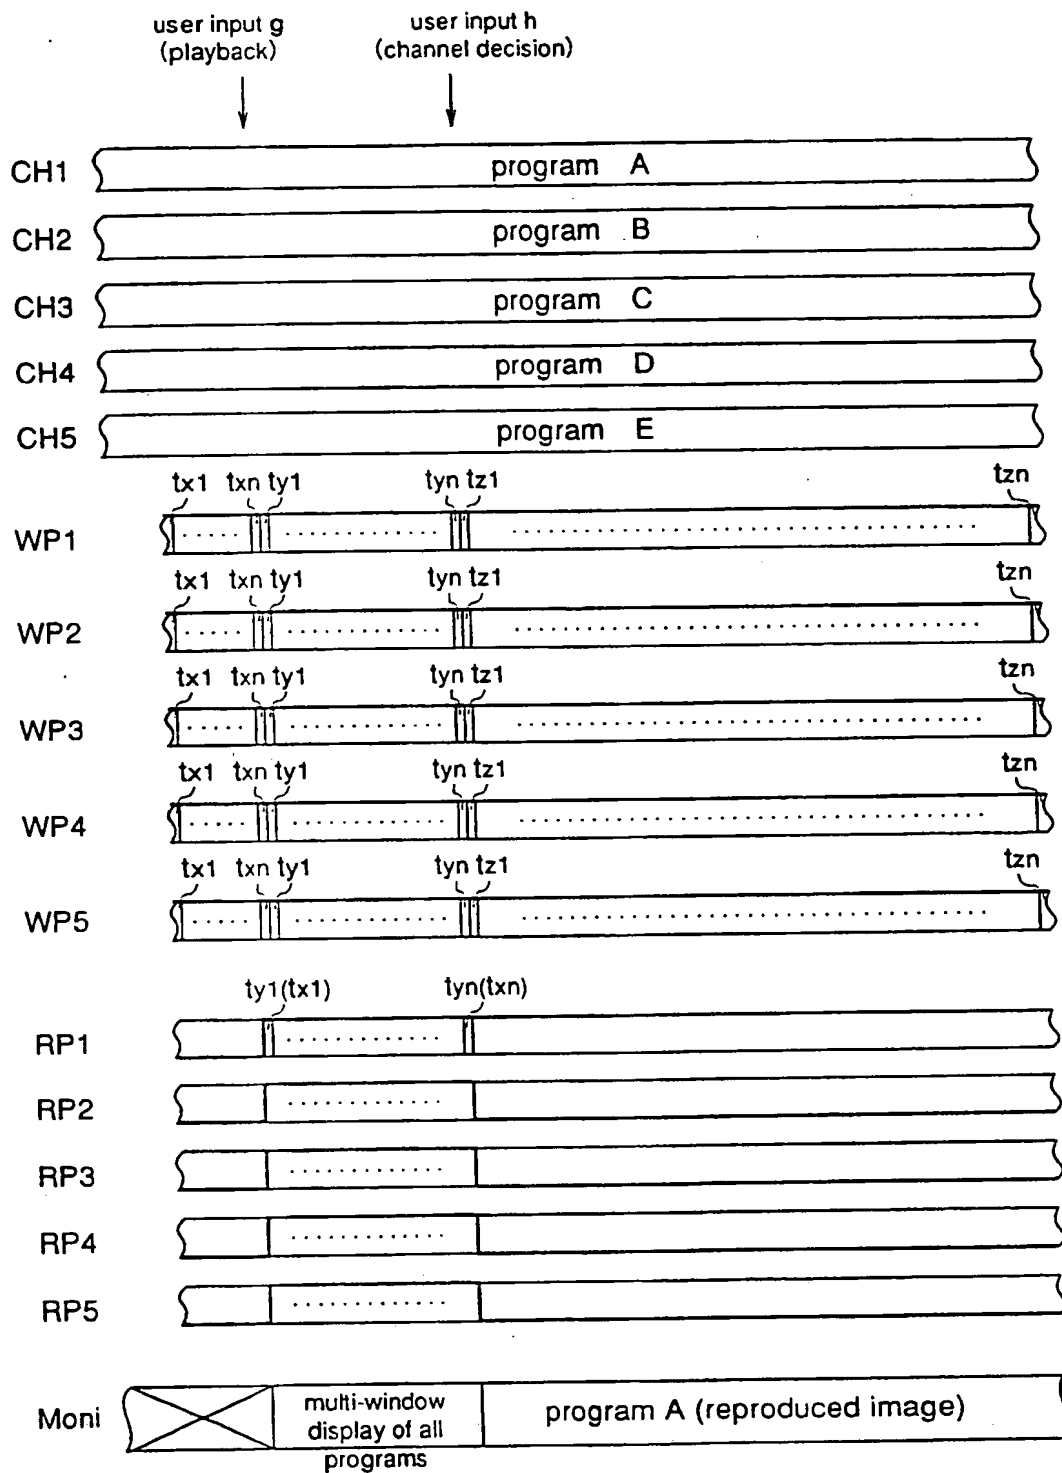 user input g
(playback)
user input h
(channel decision)
CH1 program A
CH2 program B
CH3 program C
CH4 program D
CH5 program E
tx1 txn ty1 tyn tz1 tzn
WP1
tx1 txn ty1 tyn tz1 tzn
WP2
tx1 txn ty1 tyn tz1 tzn
WP3
tx1 txn ty1 tyn tz1 tzn
WP4
tx1 txn ty1 tyn tz1 tzn
WP5
ty1(tx1) tyn(txn)
RP1
RP2
RP3
RP4
RP5
Moni
multi-window
display of all
programs
program A (reproduced image)